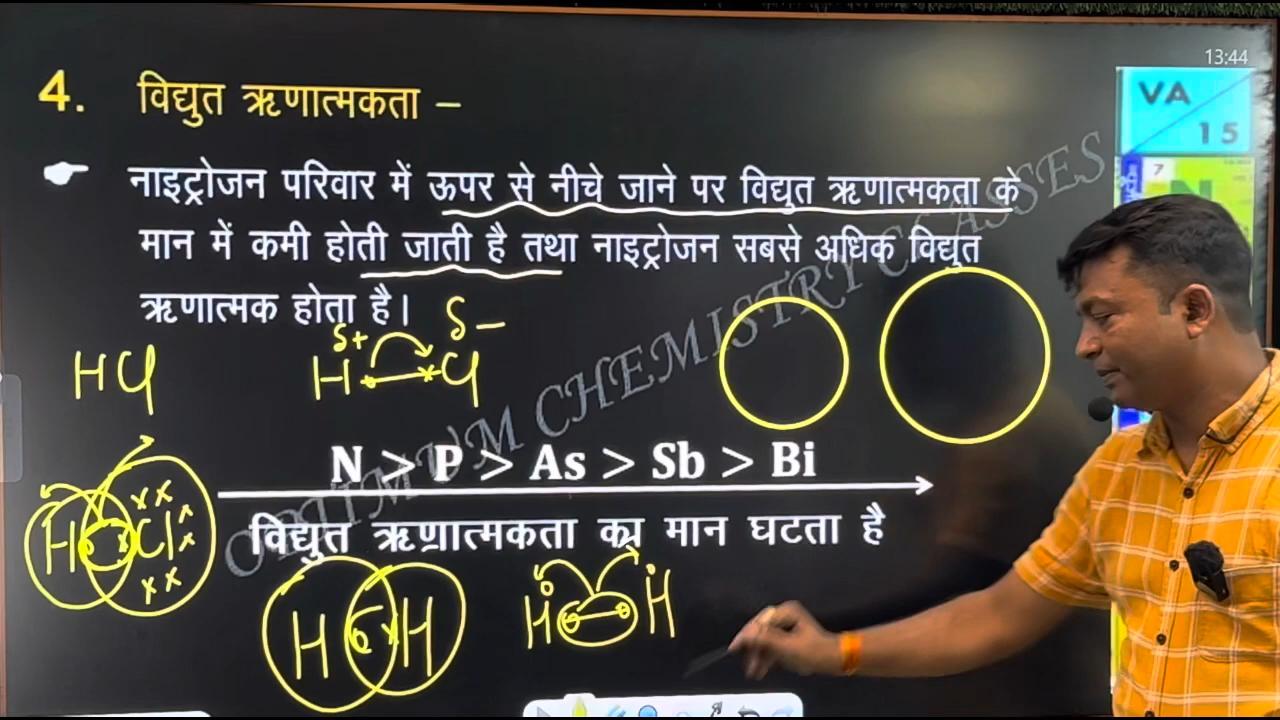 13:44
4. विद्युत ऋणात्मकता –
VA
15
नाइट्रोजन परिवार में ऊपर से नीचे जाने पर विद्युत ऋणात्मकता के
7
N
मान में कमी होती जाती है तथा नाइट्रोजन सबसे अधिक विद्युत
ऋणात्मक होता है।
δ+ δ–
HCl H Cl
N > P > As > Sb > Bi
H Cl
विद्युत ऋणात्मकता का मान घटता है
H H H H
OPTIMUM CHEMISTRY CLASSES